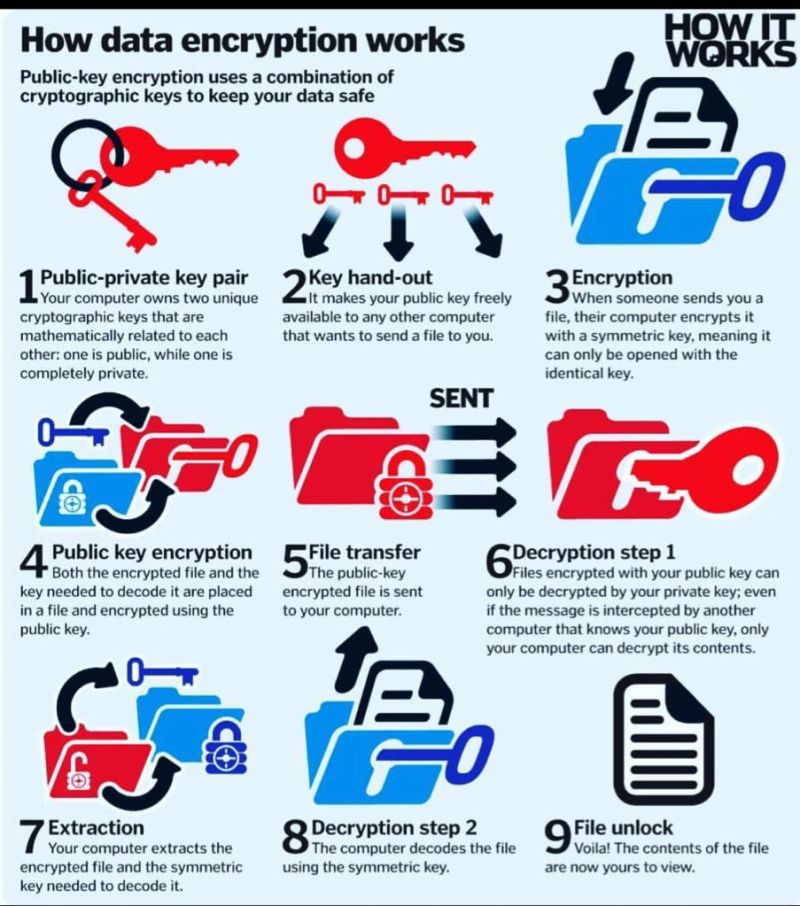 How data encryption works
HOW IT
WORKS
Public-key encryption uses a combination of
cryptographic keys to keep your data safe
1 Public-private key pair
Your computer owns two unique
cryptographic keys that are
mathematically related to each
other: one is public, while one is
completely private.
2 Key hand-out
It makes your public key freely
available to any other computer
that wants to send a file to you.
3 Encryption
When someone sends you a
file, their computer encrypts it
with a symmetric key, meaning it
can only be opened with the
identical key.
SENT
4 Public key encryption
Both the encrypted file and the
key needed to decode it are placed
in a file and encrypted using the
public key.
5 File transfer
The public-key
encrypted file is sent
to your computer.
6 Decryption step 1
Files encrypted with your public key can
only be decrypted by your private key; even
if the message is intercepted by another
computer that knows your public key, only
your computer can decrypt its contents.
7 Extraction
Your computer extracts the
encrypted file and the symmetric
key needed to decode it.
8 Decryption step 2
The computer decodes the file
using the symmetric key.
9 File unlock
Voila! The contents of the file
are now yours to view.